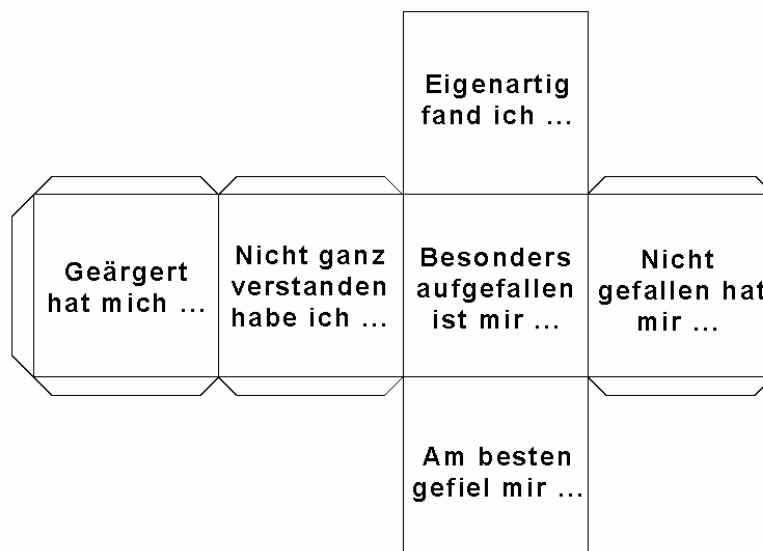 Eigenartig
fand ich ...
Geärgert
hat mich ...
Nicht ganz
verstanden
habe ich ...
Besonders
aufgefallen
ist mir ...
Nicht
gefallen hat
mir ...
Am besten
gefiel mir ...